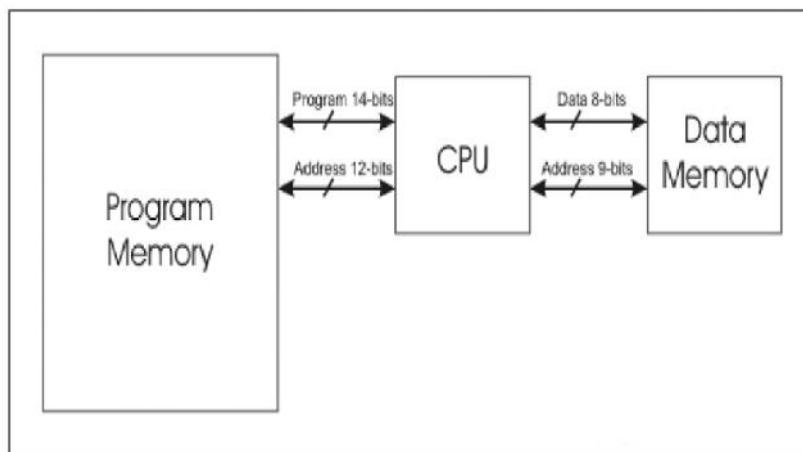 Program
Memory
Program 14-bits
Address 12-bits
CPU
Data 8-bits
Address 9-bits
Data
Memory